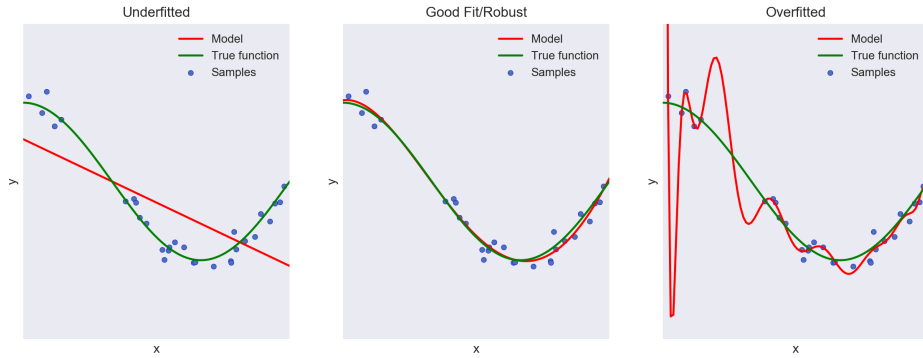 Underfitted
Model
True function
Samples
y
x
Good Fit/Robust
Model
True function
Samples
y
x
Overfitted
Model
True function
Samples
y
x